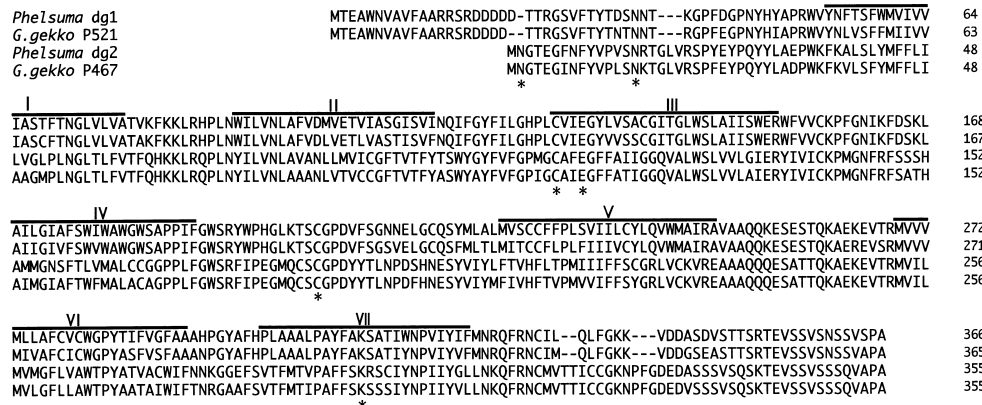 Phelsuma dg1 MTEAWNVAVFAARRSRDDDDD-TTRGSVFTYTDSNNT---KGPFDGPNYHYAPRWVYNFTSFWMVIVV 64
G.gekko P521 MTEAWNVAVFAARRSRDDDD--TTRGSVFTYTNTNNT---RGPFEGPNYHIAPRWVYNLVSFFMIIVV 63
Phelsuma dg2 MNGTEGFNFYVPVSNRTGLVRSPYEYPQYYLAEPWKFKALSLYMFFLI 48
G.gekko P467 MNGTEGINFYVPLSNKTGLVRSPFEYPQYYLADPWKFKVLSFYMFFLI 48
* *
I II III
IASTFTNGLVLVATVKFKKLRHPLNWILVNLAFVDMVETVIASGISVINQIFGYFILGHPLCVIEGYLVSACGITGLWSLAIISWERWFVVCKPFGNIKFDSKL 168
IASCFTNGLVLVATAKFKKLRHPLNWILVNLAFVDLVETLVASTISVFNQIFGYFILGHPLCVIEGYVVSSCGITGLWSLAIISWERWFVVCKPFGNIKFDSKL 167
LVGLPLNGLTLFVTFQHKKLRQPLNYILVNLAVANLLMVICGFTVTFYTSWYGYFVFGPMGCAFEGFFAIIGGQVALWSLVVLGIERYIVICKPMGNFRFSSSH 152
AAGMPLNGLTLFVTFQHKKLRQPLNYILVNLAAANLVTVCCGFTVTFYASWYAYFVFGPIGCAIEGFFATIGGQVALWSLVVLAIERYIVICKPMGNFRFSATH 152
* *
IV V
AILGIAFSWIWAWGWSAPPIFGWSRYWPHGLKTSCGPDVFSGNNELGCQSYMLALMVSCCFFPLSVIILCYLQVWMAIRAVAAQQKESESTQKAEKEVTRMVVV 272
AIIGIVFSWVWAWGWSAPPIFGWSRYWPHGLKTSCGPDVFSGSVELGCQSFMLTLMITCCFLPLFIIIVCYLQVWMAIRAVAAQQKESESTQKAEREVSRMVVV 271
AMMGNSFTLVMALCCGGPPLFGWSRFIPEGMQCSCGPDYYTLNPDSHNESYVIYLFTVHFLTPMIIIFFSCGRLVCKVREAAAQQQESATTQKAEKEVTRMVIL 256
AIMGIAFTWFMALACAGPPLFGWSRFIPEGMQCSCGPDYYTLNPDFHNESYVIYMFIVHFTVPMVVIFFSYGRLVCKVREAAAQQQESATTQKAEKEVTRMVIL 256
*
VI VII
MLLAFCVCWGPYTIFVGFAAAHPGYAFHPLAAALPAYFAKSATIWNPVIYIFMNRQFRNCIL--QLFGKK---VDDASDVSTTSRTEVSSVSNSSVSPA 366
MIVAFCICWGPYASFVSFAAANPGYAFHPLAAALPAYFAKSATIYNPVIYVFMNRQFRNCIM--QLFGKK---VDDGSEASTTSRTEVSSVSNSSVAPA 365
MVMGFLVAWTPYATVACWIFNNKGGEFSVTFMTVPAFFSKRSCIYNPIIYGLLNKQFRNCMVTTICCGKNPFGDEDASSSVSQSKTEVSSVSSSQVAPA 355
MVLGFLLAWTPYAATAIWIFTNRGAAFSVTFMTIPAFFSKSSSIYNPIIYVLLNKQFRNCMVTTICCGKNPFGDEDVSSSVSQSKTEVSSVSSSQVAPA 355
*